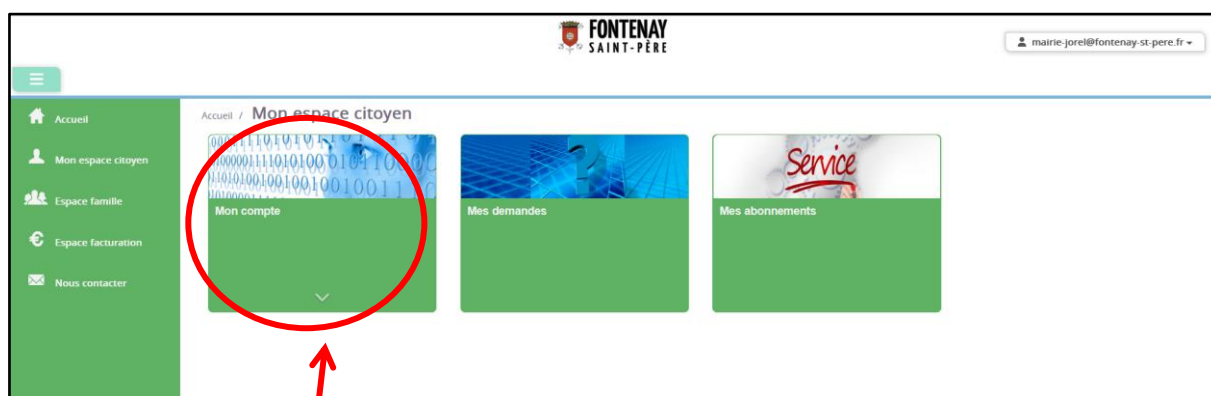 FONTENAY
SAINT-PÈRE
mairie-jorel@fontenay-st-pere.fr
Accueil
Mon espace citoyen
Espace famille
Espace facturation
Nous contacter
Accueil / Mon espace citoyen
Mon compte
Mes demandes
Service
Mes abonnements